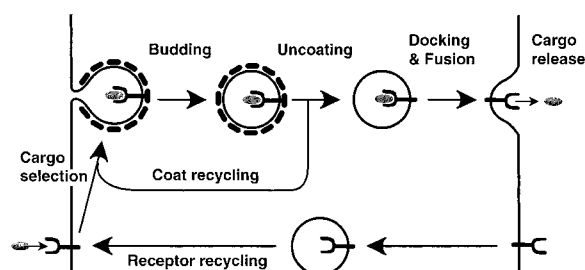 Budding
Uncoating
Docking
& Fusion
Cargo
release
Cargo
selection
Coat recycling
Receptor recycling